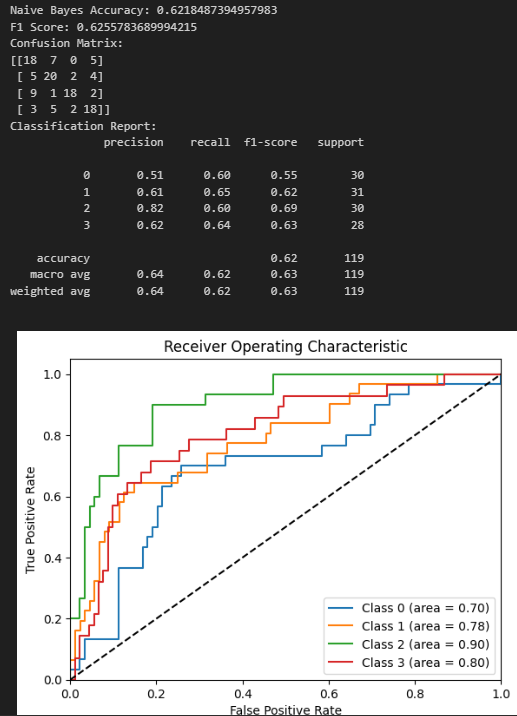 Naive Bayes Accuracy: 0.6218487394957983
F1 Score: 0.6255783689994215
Confusion Matrix:
[[18  7  0  5]
 [ 5 20  2  4]
 [ 9  1 18  2]
 [ 3  5  2 18]]
Classification Report:
              precision    recall  f1-score   support

           0       0.51      0.60      0.55        30
           1       0.61      0.65      0.62        31
           2       0.82      0.60      0.69        30
           3       0.62      0.64      0.63        28

    accuracy                           0.62       119
   macro avg       0.64      0.62      0.63       119
weighted avg       0.64      0.62      0.63       119

Receiver Operating Characteristic
1.0
0.8
0.6
0.4
0.2
0.0
True Positive Rate
Class 0 (area = 0.70)
Class 1 (area = 0.78)
Class 2 (area = 0.90)
Class 3 (area = 0.80)
0.0 0.2 0.4 0.6 0.8 1.0
False Positive Rate